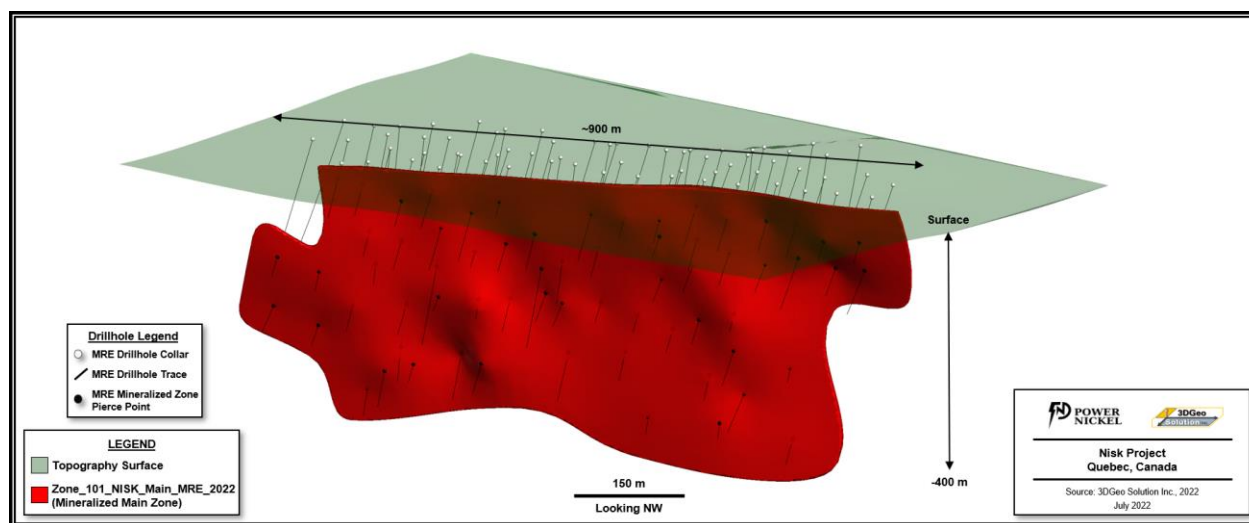 ~900 m
Surface
Drillhole Legend
MRE Drillhole Collar
MRE Drillhole Trace
MRE Mineralized Zone
Pierce Point
LEGEND
Topography Surface
Zone_101_NISK_Main_MRE_2022
(Mineralized Main Zone)
150 m
Looking NW
-400 m
POWER
NICKEL
3DGeo
Solution
Nisk Project
Quebec, Canada
Source: 3DGeo Solution Inc., 2022
July 2022